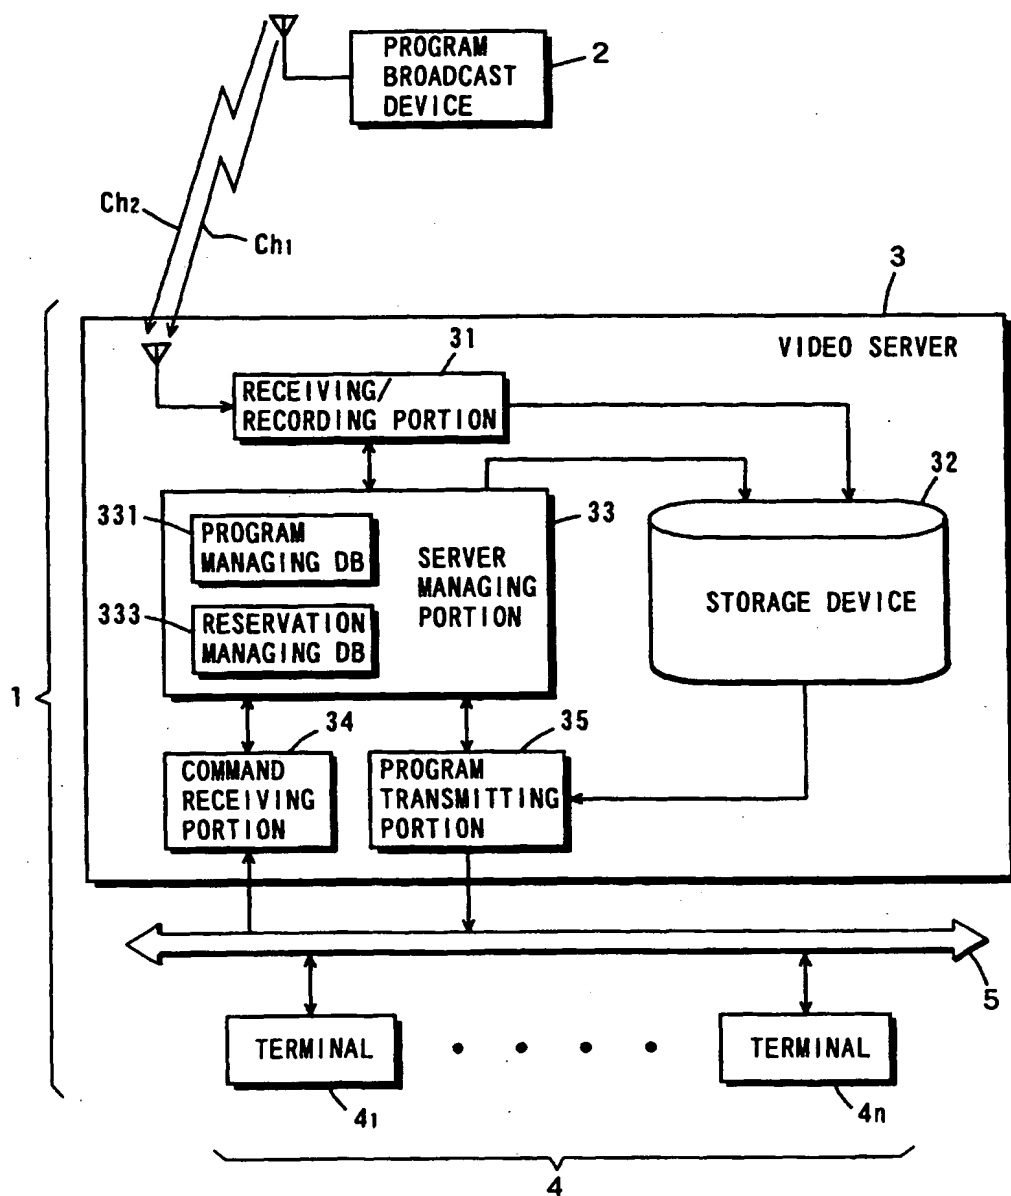 PROGRAM
BROADCAST
DEVICE
2
Ch2
Ch1
3
VIDEO SERVER
31
RECEIVING/
RECORDING PORTION
32
STORAGE DEVICE
33
331
PROGRAM
MANAGING DB
SERVER
MANAGING
PORTION
333
RESERVATION
MANAGING DB
1
34
COMMAND
RECEIVING
PORTION
35
PROGRAM
TRANSMITTING
PORTION
5
TERMINAL
TERMINAL
41
4n
4